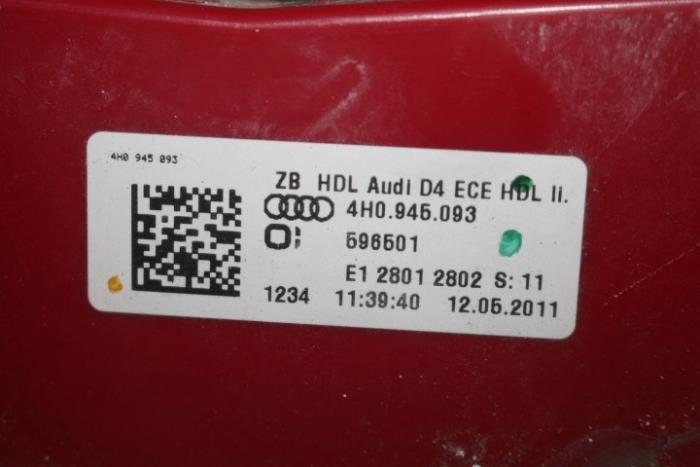 4H0 945 093
ZB HDL Audi D4 ECE HDL li.
4H0.945.093
596501
E1 2801 2802 S: 11
1234 11:39:40 12.05.2011